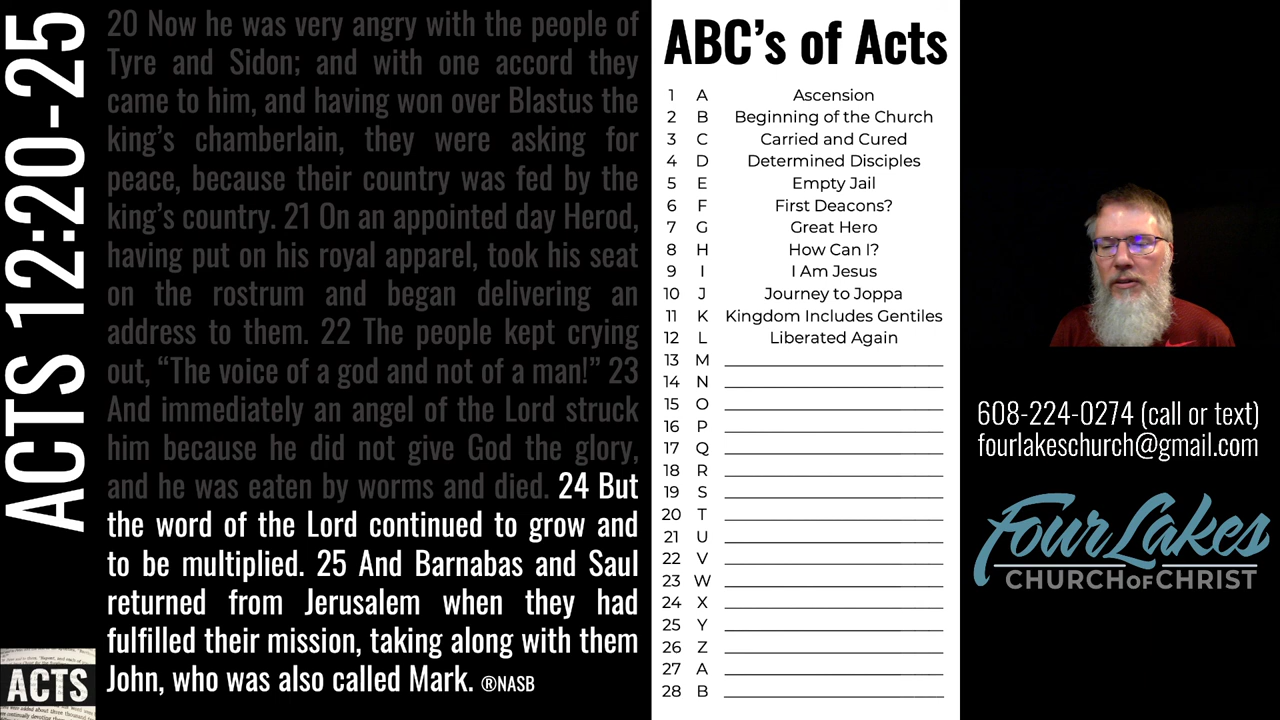 ACTS 12:20-25
20 Now he was very angry with the people of
Tyre and Sidon; and with one accord they
came to him, and having won over Blastus the
king's chamberlain, they were asking for
peace, because their country was fed by the
king's country. 21 On an appointed day Herod,
having put on his royal apparel, took his seat
on the rostrum and began delivering an
address to them. 22 The people kept crying
out, “The voice of a god and not of a man!” 23
And immediately an angel of the Lord struck
him because he did not give God the glory,
and he was eaten by worms and died. 24 But
the word of the Lord continued to grow and
to be multiplied. 25 And Barnabas and Saul
returned from Jerusalem when they had
fulfilled their mission, taking along with them
John, who was also called Mark. ®NASB
ACTS
ABC's of Acts
1 A Ascension
2 B Beginning of the Church
3 C Carried and Cured
4 D Determined Disciples
5 E Empty Jail
6 F First Deacons?
7 G Great Hero
8 H How Can I?
9 I I Am Jesus
10 J Journey to Joppa
11 K Kingdom Includes Gentiles
12 L Liberated Again
13 M
14 N
15 O
16 P
17 Q
18 R
19 S
20 T
21 U
22 V
23 W
24 X
25 Y
26 Z
27 A
28 B
608-224-0274 (call or text)
fourlakeschurch@gmail.com
Four Lakes
CHURCH OF CHRIST